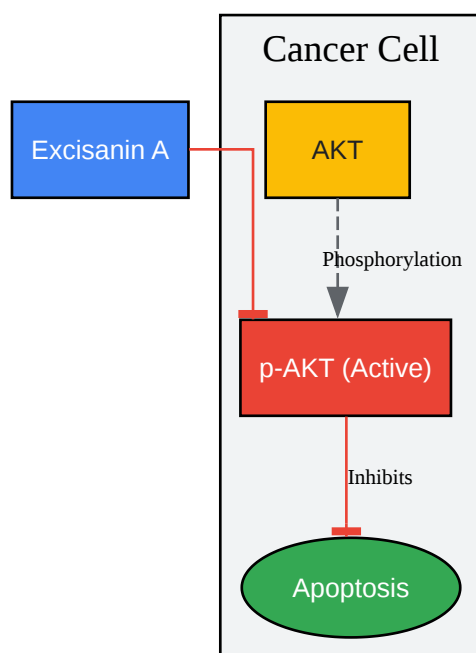 Cancer Cell
Excisanin A
AKT
Phosphorylation
p-AKT (Active)
Inhibits
Apoptosis